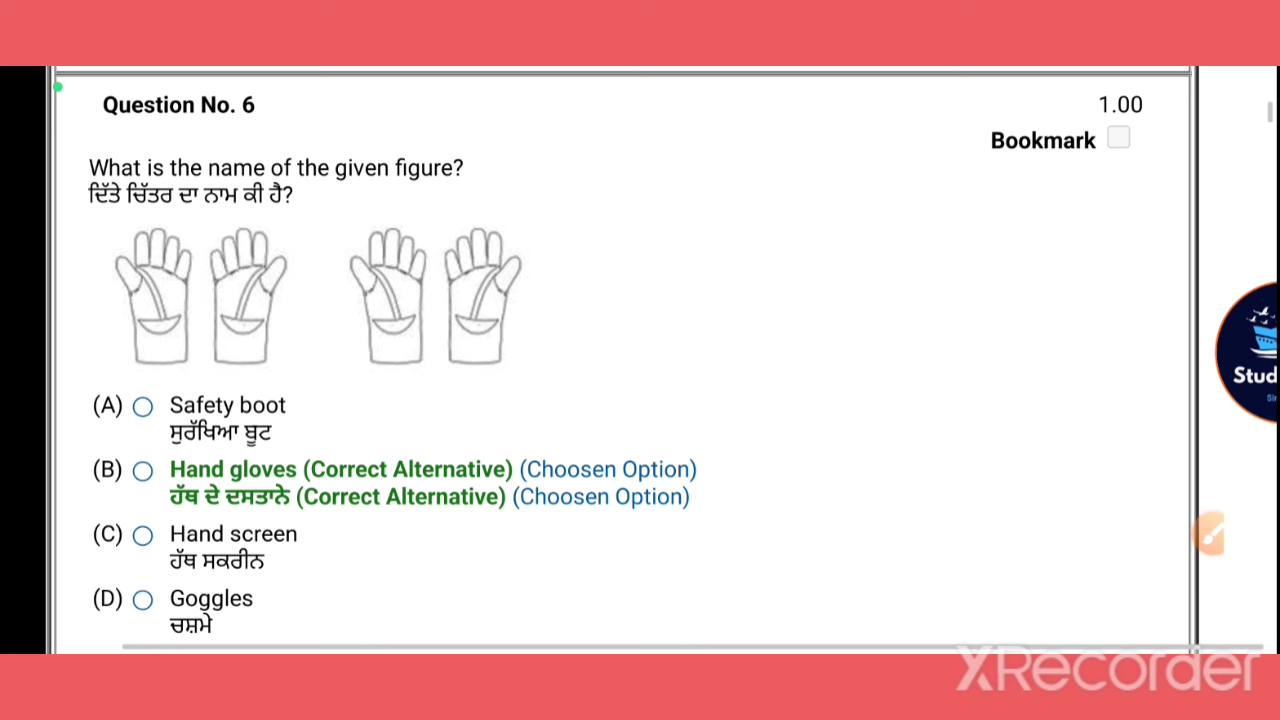 Question No. 6
1.00
Bookmark
What is the name of the given figure?
ਦਿੱਤੇ ਚਿੱਤਰ ਦਾ ਨਾਮ ਕੀ ਹੈ?
(A) Safety boot
ਸੁਰੱਖਿਆ ਬੂਟ
(B) Hand gloves (Correct Alternative) (Choosen Option)
ਹੱਥ ਦੇ ਦਸਤਾਨੇ (Correct Alternative) (Choosen Option)
(C) Hand screen
ਹੱਥ ਸਕਰੀਨ
(D) Goggles
ਚਸ਼ਮੇ
Stud
XRecorder